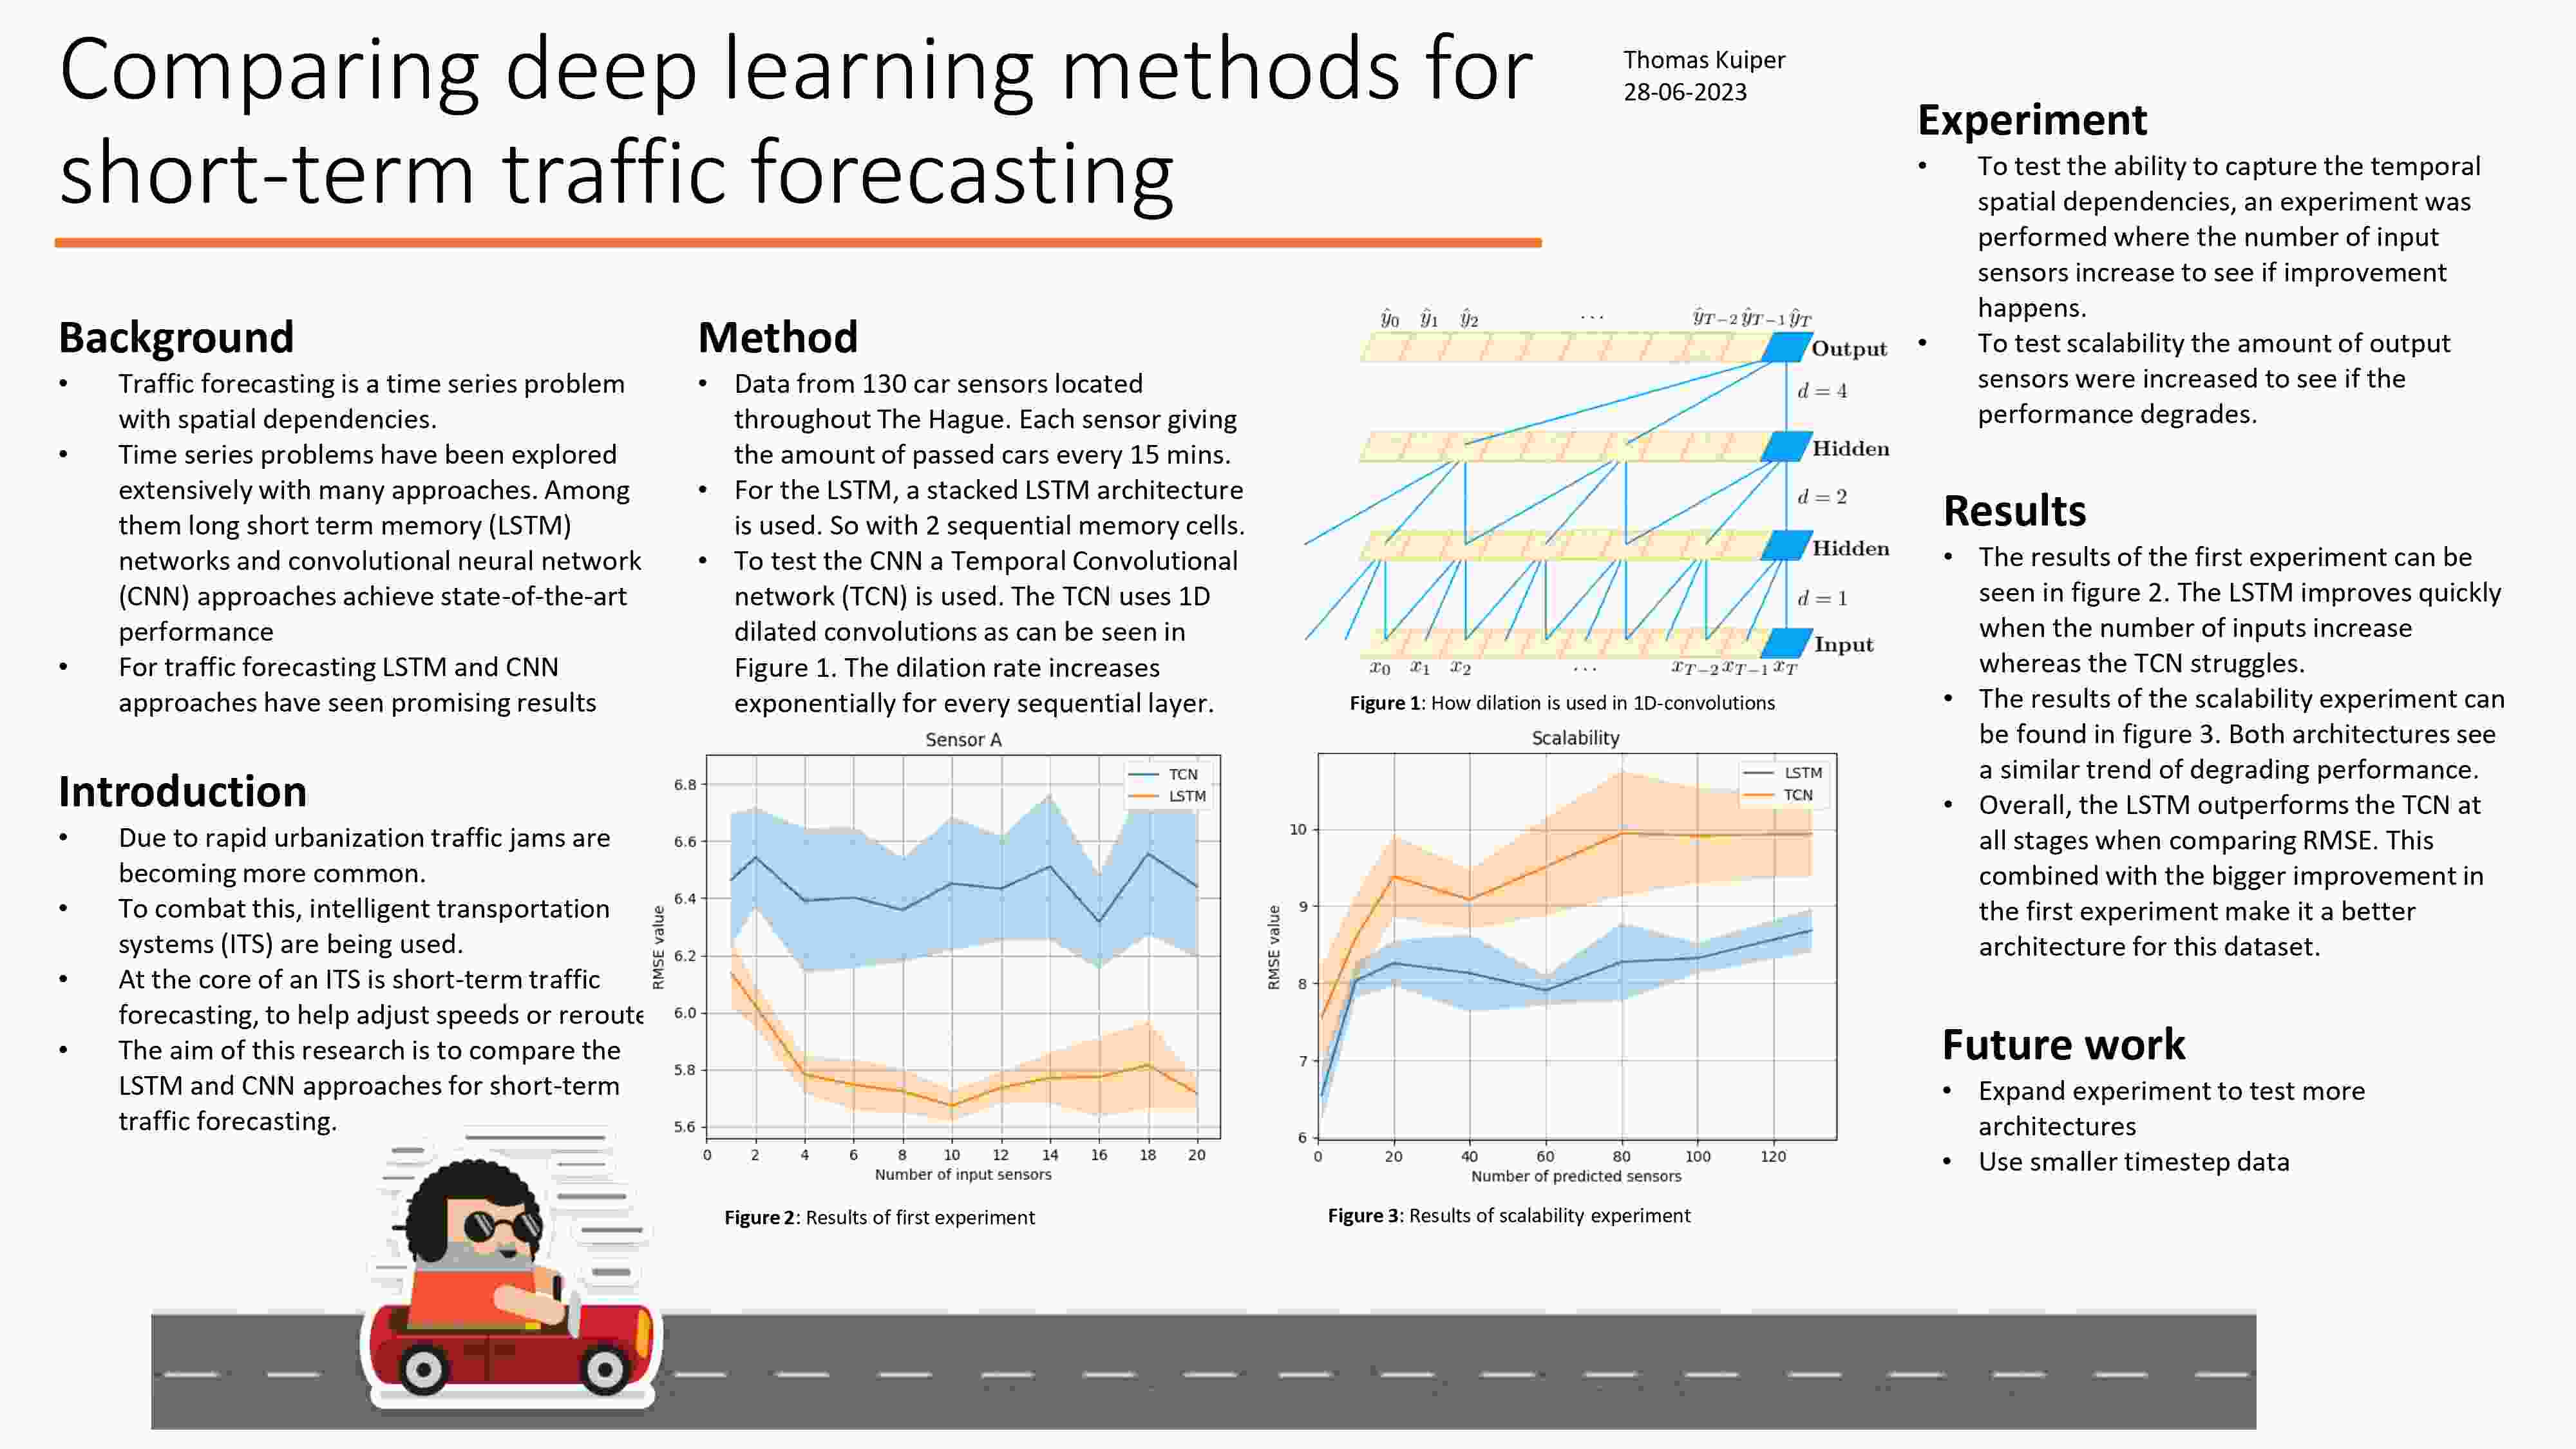 Comparing deep learning methods for
short-term traffic forecasting
Thomas Kuiper
28-06-2023
Background
• Traffic forecasting is a time series problem
with spatial dependencies.
• Time series problems have been explored
extensively with many approaches. Among
them long short term memory (LSTM)
networks and convolutional neural network
(CNN) approaches achieve state-of-the-art
performance
• For traffic forecasting LSTM and CNN
approaches have seen promising results
Introduction
• Due to rapid urbanization traffic jams are
becoming more common.
• To combat this, intelligent transportation
systems (ITS) are being used.
• At the core of an ITS is short-term traffic
forecasting, to help adjust speeds or reroute
• The aim of this research is to compare the
LSTM and CNN approaches for short-term
traffic forecasting.
Method
• Data from 130 car sensors located
throughout The Hague. Each sensor giving
the amount of passed cars every 15 mins.
• For the LSTM, a stacked LSTM architecture
is used. So with 2 sequential memory cells.
• To test the CNN a Temporal Convolutional
network (TCN) is used. The TCN uses 1D
dilated convolutions as can be seen in
Figure 1. The dilation rate increases
exponentially for every sequential layer.
ŷ0 ŷ1 ŷ2 ... ŷT−2 ŷT−1 ŷT
Output
d = 4
Hidden
d = 2
Hidden
d = 1
Input
x0 x1 x2 ... xT−2 xT−1 xT
Figure 1: How dilation is used in 1D-convolutions
Sensor A
TCN
LSTM
RMSE value
6.8
6.6
6.4
6.2
6.0
5.8
5.6
0 2 4 6 8 10 12 14 16 18 20
Number of input sensors
Figure 2: Results of first experiment
Scalability
LSTM
TCN
RMSE value
10
9
8
7
6
0 20 40 60 80 100 120
Number of predicted sensors
Figure 3: Results of scalability experiment
Experiment
• To test the ability to capture the temporal
spatial dependencies, an experiment was
performed where the number of input
sensors increase to see if improvement
happens.
• To test scalability the amount of output
sensors were increased to see if the
performance degrades.
Results
• The results of the first experiment can be
seen in figure 2. The LSTM improves quickly
when the number of inputs increase
whereas the TCN struggles.
• The results of the scalability experiment can
be found in figure 3. Both architectures see
a similar trend of degrading performance.
• Overall, the LSTM outperforms the TCN at
all stages when comparing RMSE. This
combined with the bigger improvement in
the first experiment make it a better
architecture for this dataset.
Future work
• Expand experiment to test more
architectures
• Use smaller timestep data